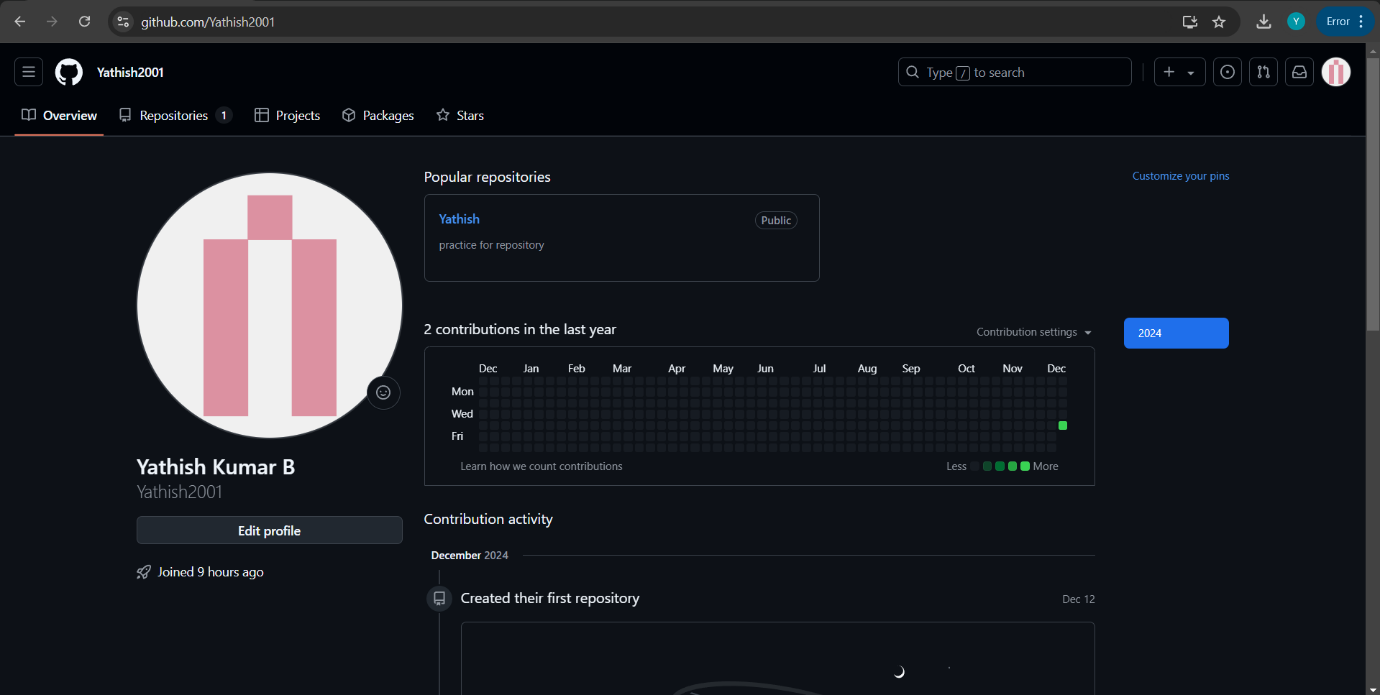 github.com/Yathish2001
Y
Error
Yathish2001
Type / to search
Overview
Repositories 1
Projects
Packages
Stars
Popular repositories
Customize your pins
Yathish
Public
practice for repository
2 contributions in the last year
Contribution settings
2024
Dec Jan Feb Mar Apr May Jun Jul Aug Sep Oct Nov Dec
Mon
Wed
Fri
Learn how we count contributions
Less
More
Yathish Kumar B
Yathish2001
Edit profile
Joined 9 hours ago
Contribution activity
December 2024
Created their first repository
Dec 12